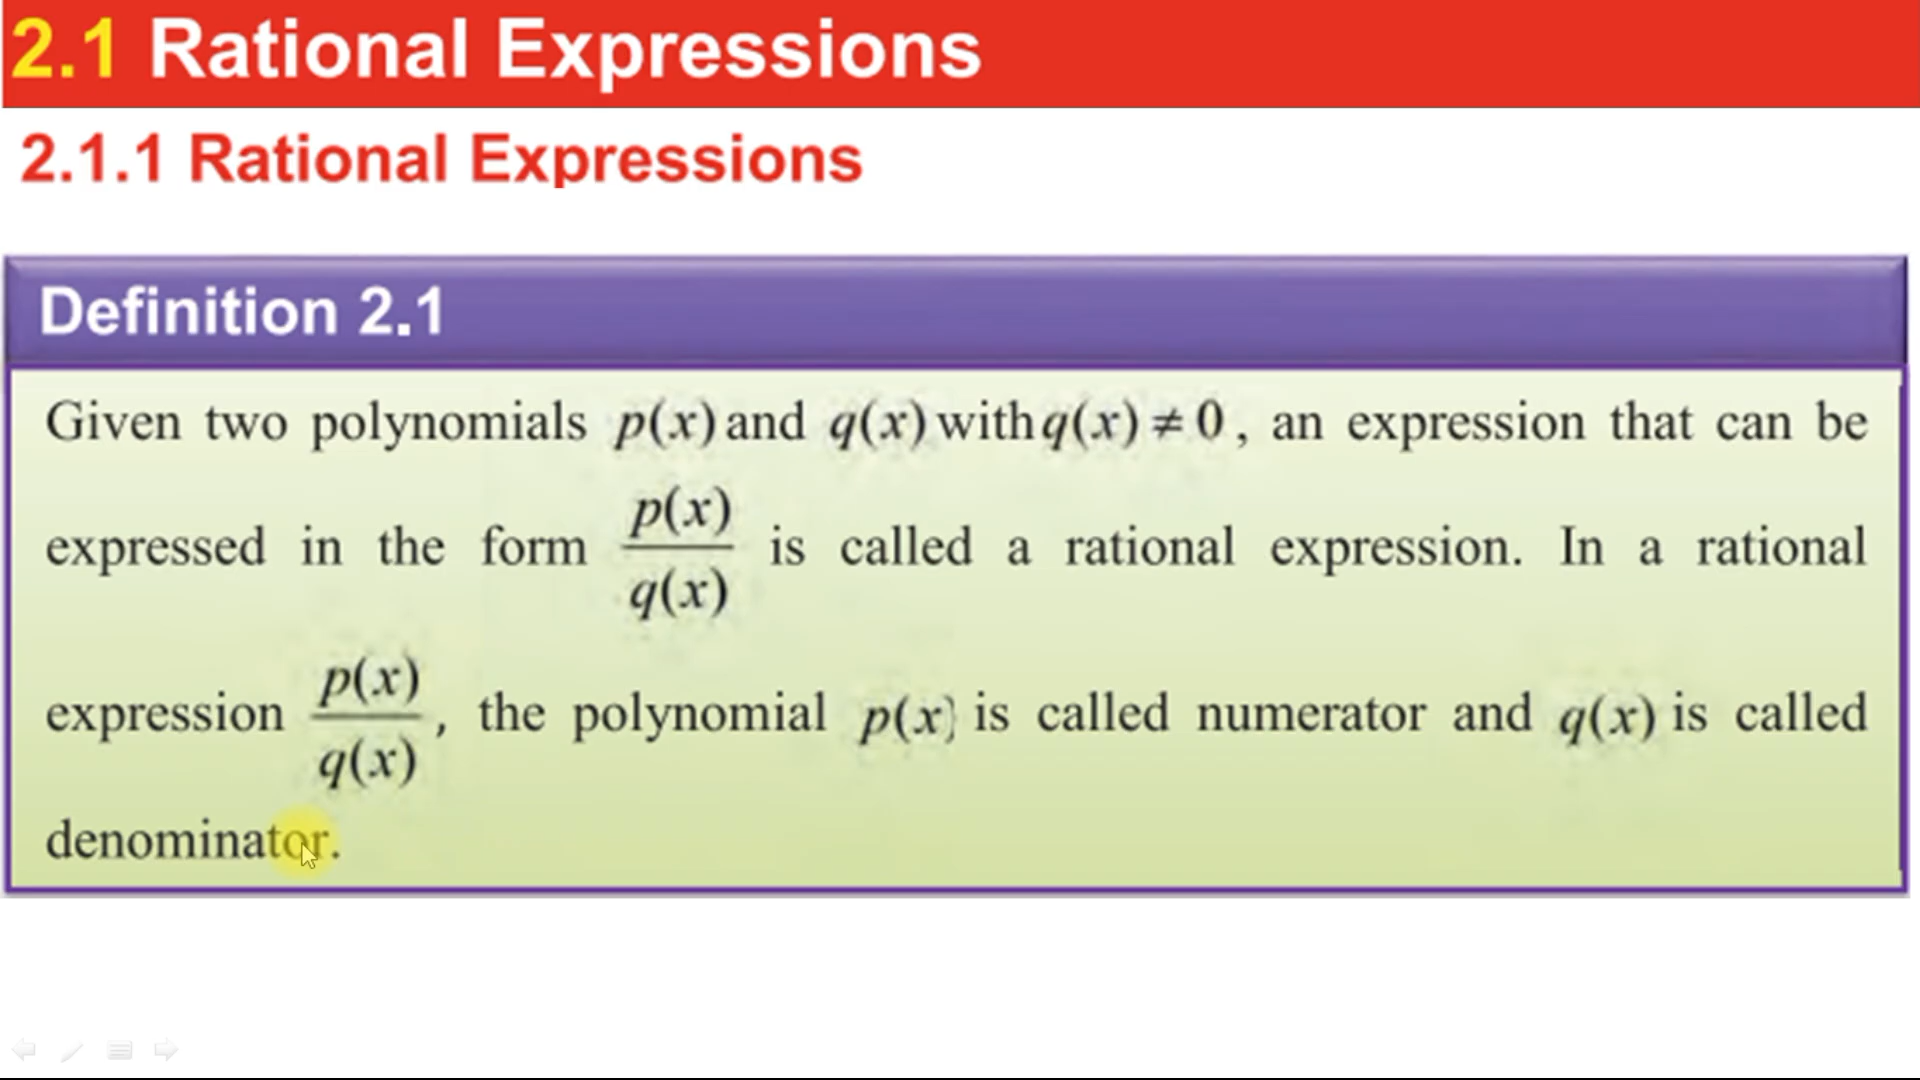 2.1 Rational Expressions
2.1.1 Rational Expressions
Definition 2.1
Given two polynomials p(x) and q(x) with q(x) ≠ 0 , an expression that can be
expressed in the form p(x)/q(x) is called a rational expression. In a rational
expression p(x)/q(x) , the polynomial p(x) is called numerator and q(x) is called
denominator.